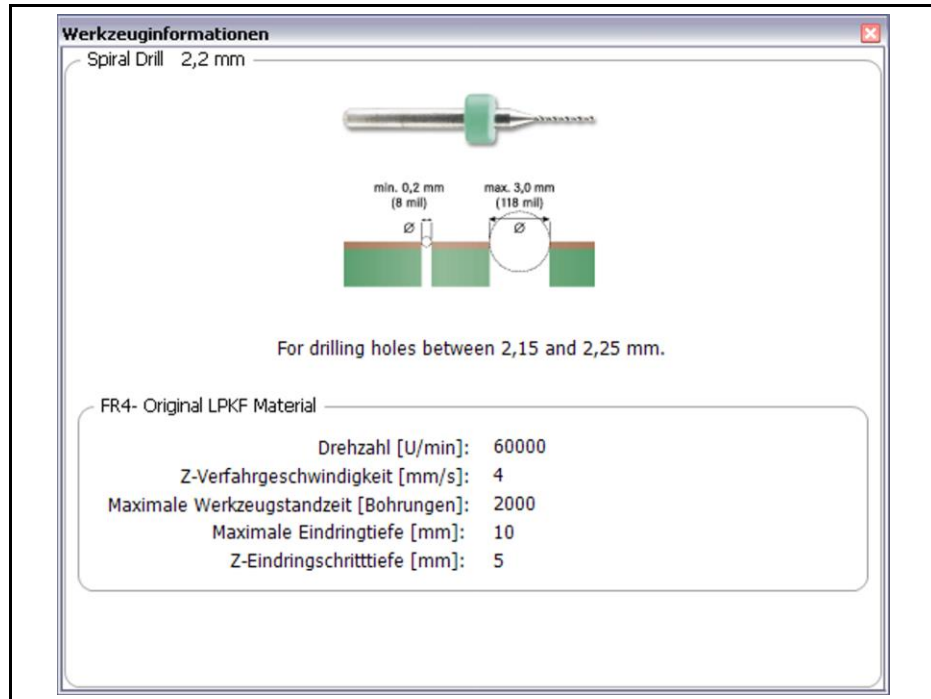 Werkzeuginformationen
Spiral Drill 2,2 mm
min. 0,2 mm
(8 mil)
max. 3,0 mm
(118 mil)
Ø
Ø
For drilling holes between 2,15 and 2,25 mm.
FR4- Original LPKF Material
Drehzahl [U/min]: 60000
Z-Verfahrgeschwindigkeit [mm/s]: 4
Maximale Werkzeugstandzeit [Bohrungen]: 2000
Maximale Eindringtiefe [mm]: 10
Z-Eindringschritttiefe [mm]: 5